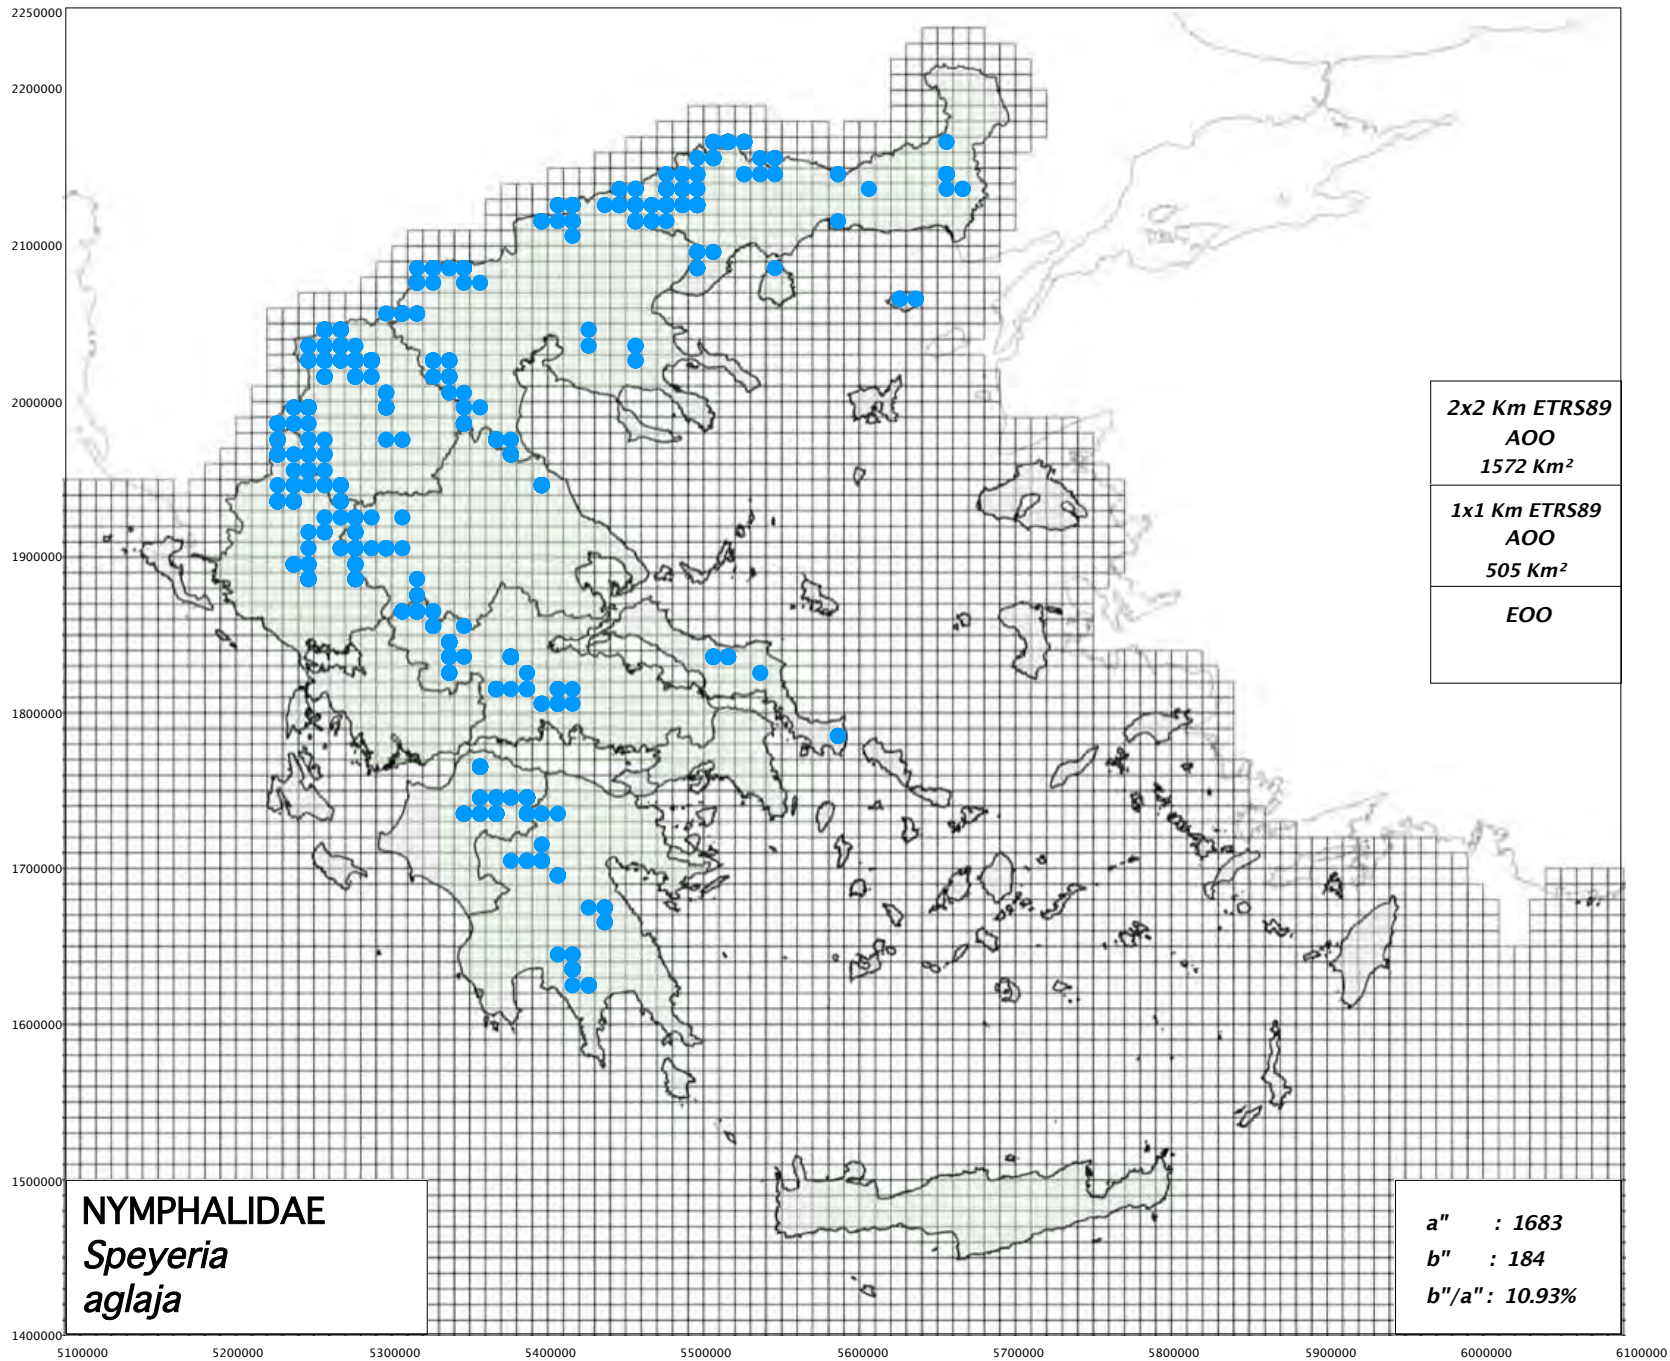 2250000
2200000
2100000
2000000
1900000
1800000
1700000
1600000
1500000
1400000
5100000 5200000 5300000 5400000 5500000 5600000 5700000 5800000 5900000 6000000 6100000
2x2 Km ETRS89
AOO
1572 Km²
1x1 Km ETRS89
AOO
505 Km²
EOO
NYMPHALIDAE
Speyeria
aglaja
a" : 1683
b" : 184
b"/a" : 10.93%